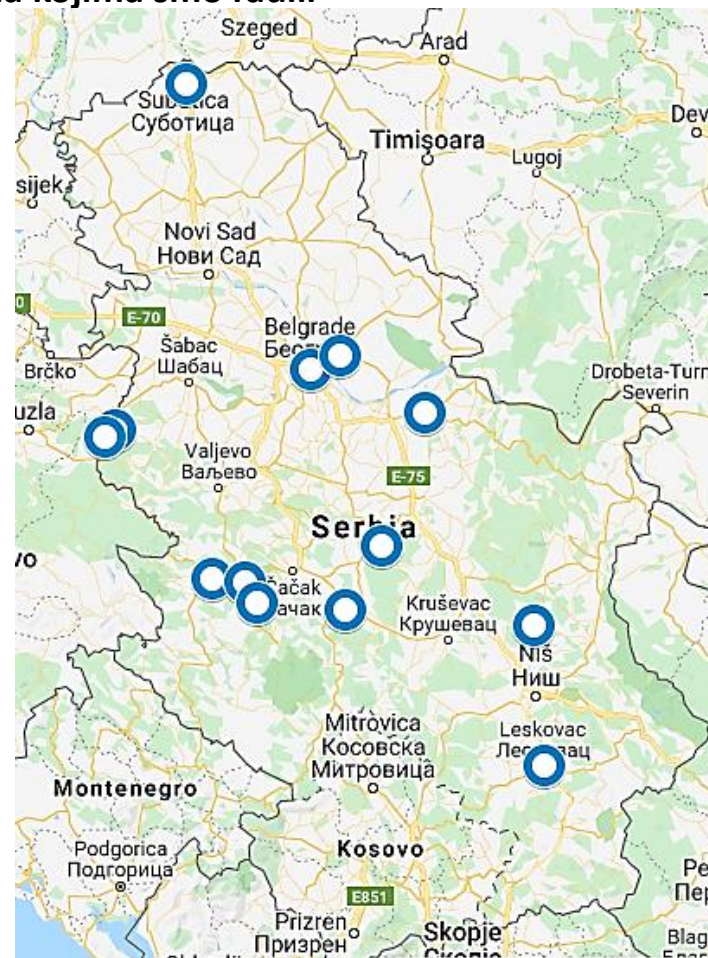 Szeged
Arad
Суботица
Dev
Timișoara
Lugoj
sijek
Novi Sad
Нови Сад
E-70
Belgrade
Šabac
Шабац
Brčko
Drobeta-Turn
Severin
uzla
Valjevo
Ваљево
E-75
Serbia
vo
Kruševac
Крушевац
Niš
Ниш
Mitrovica
Косовска
Митровица
Leskovac
Montenegro
Kosovo
Podgorica
Подгорица
E851
Prizren
Призрен
Skopje
Blag